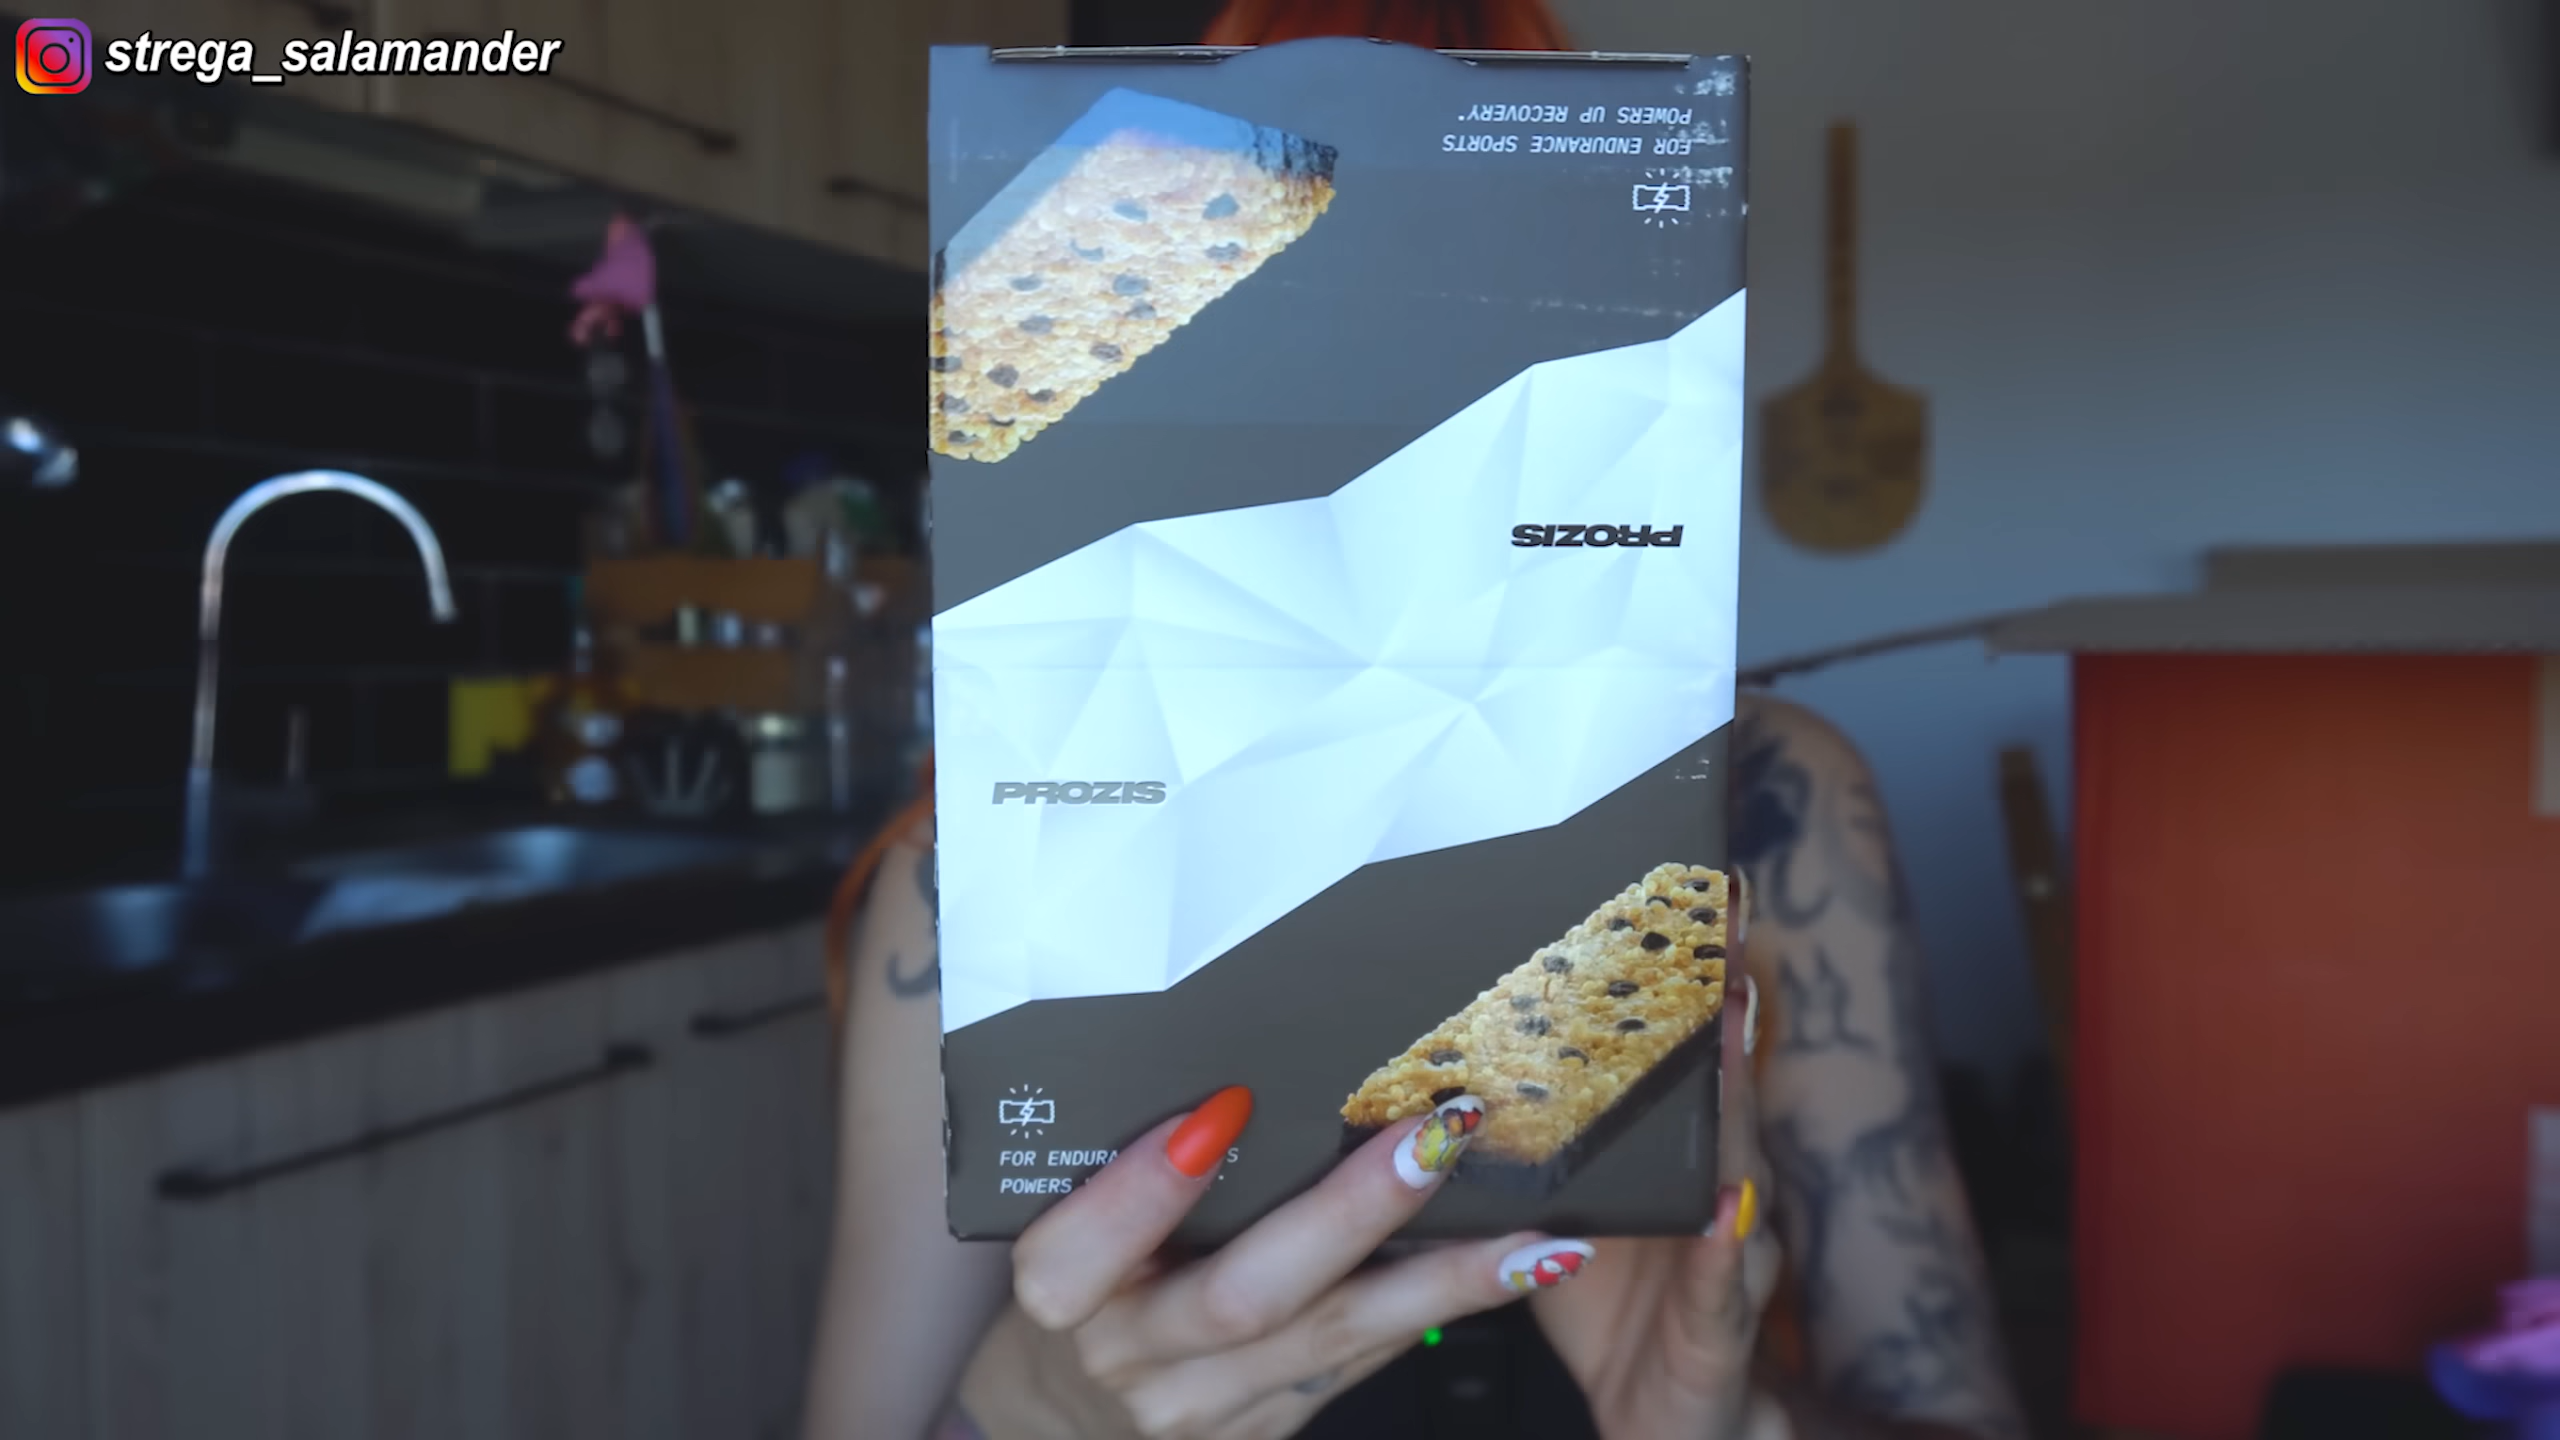 strega_salamander
POWERS UP RECOVERY.
FOR ENDURANCE SPORTS
PROZIS
PROZIS
FOR ENDURA S
POWERS